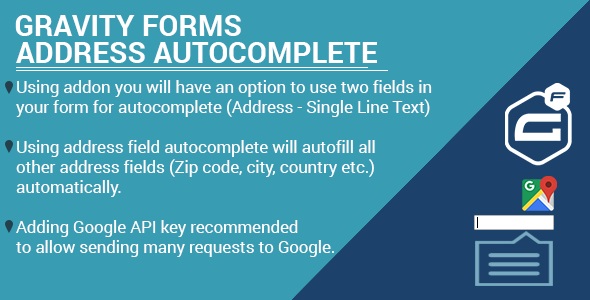 GRAVITY FORMS
ADDRESS AUTOCOMPLETE
Using addon you will have an option to use two fields in
your form for autocomplete (Address - Single Line Text)
Using address field autocomplete will autofill all
other address fields (Zip code, city, country etc.)
automatically.
Adding Google API key recommended
to allow sending many requests to Google.
F
G
G